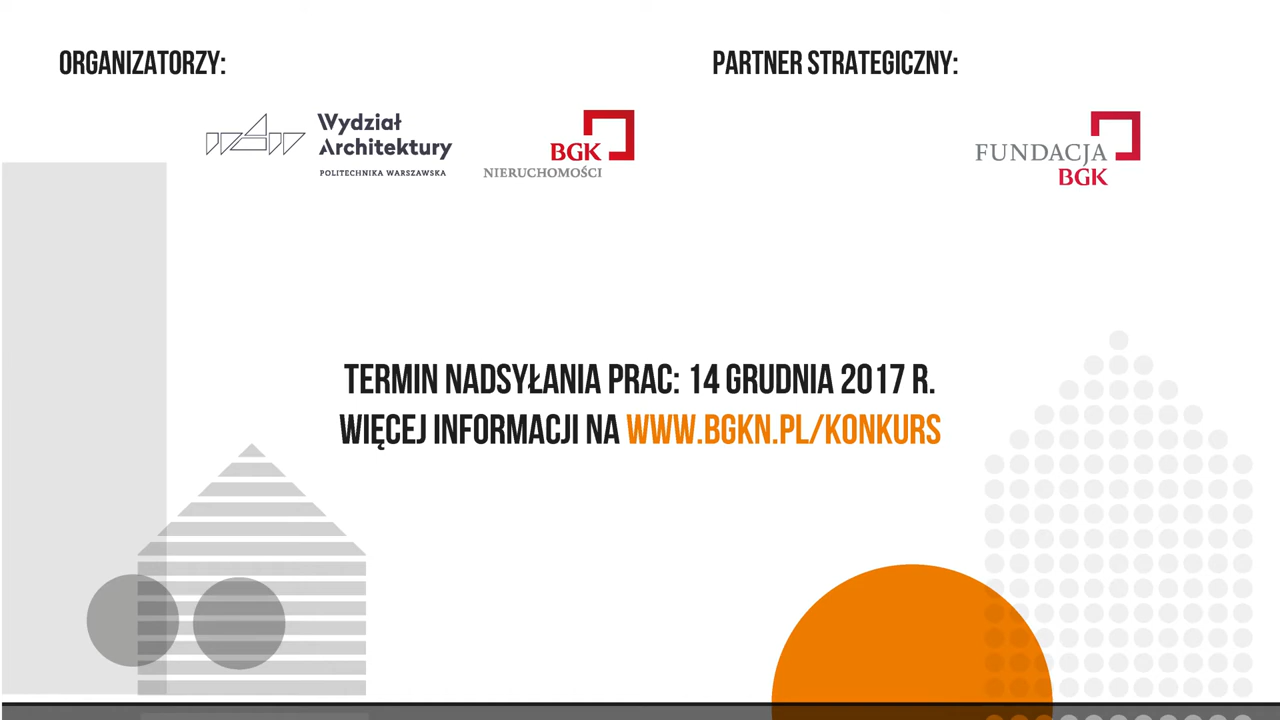 ORGANIZATORZY:
PARTNER STRATEGICZNY:
Wydział
Architektury
POLITECHNIKA WARSZAWSKA
BGK
NIERUCHOMOŚCI
FUNDACJA
BGK
TERMIN NADSYŁANIA PRAC: 14 GRUDNIA 2017 R.
WIĘCEJ INFORMACJI NA WWW.BGKN.PL/KONKURS